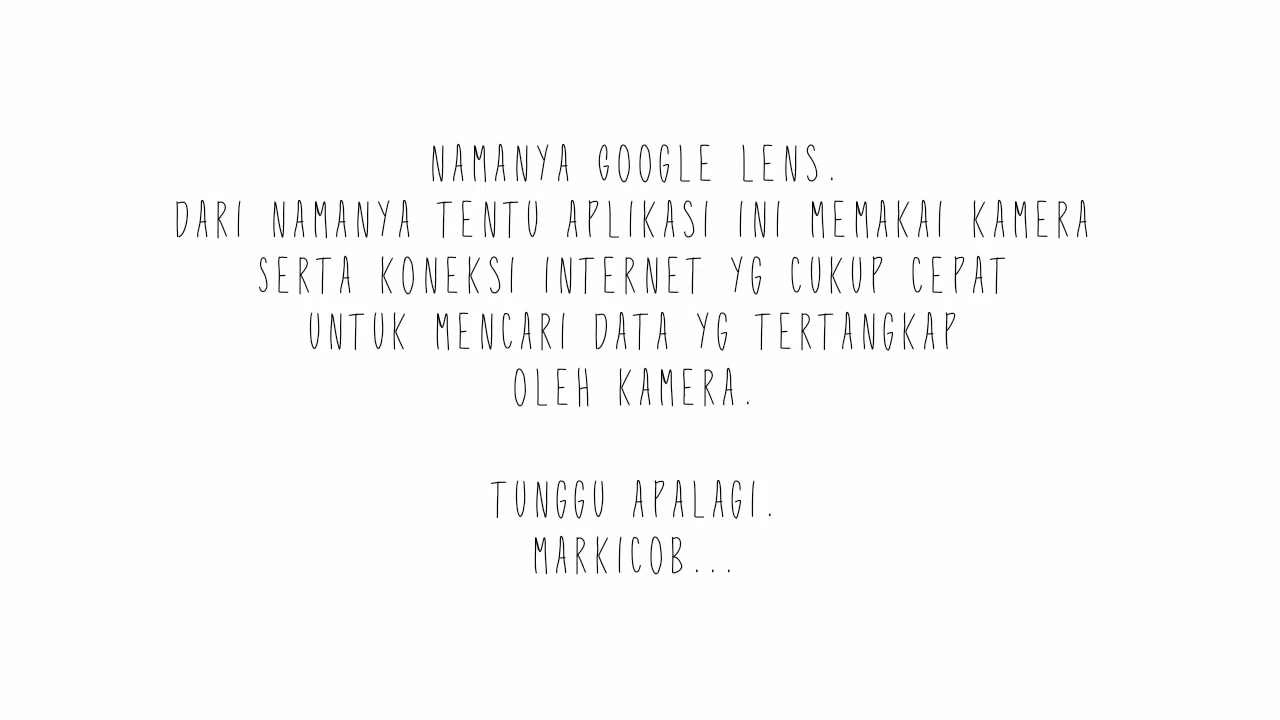 NAMANYA GOOGLE LENS.
DARI NAMANYA TENTU APLIKASI INI MEMAKAI KAMERA
SERTA KONEKSI INTERNET YG CUKUP CEPAT
UNTUK MENCARI DATA YG TERTANGKAP
OLEH KAMERA.
TUNGGU APALAGI.
MARKICOB...